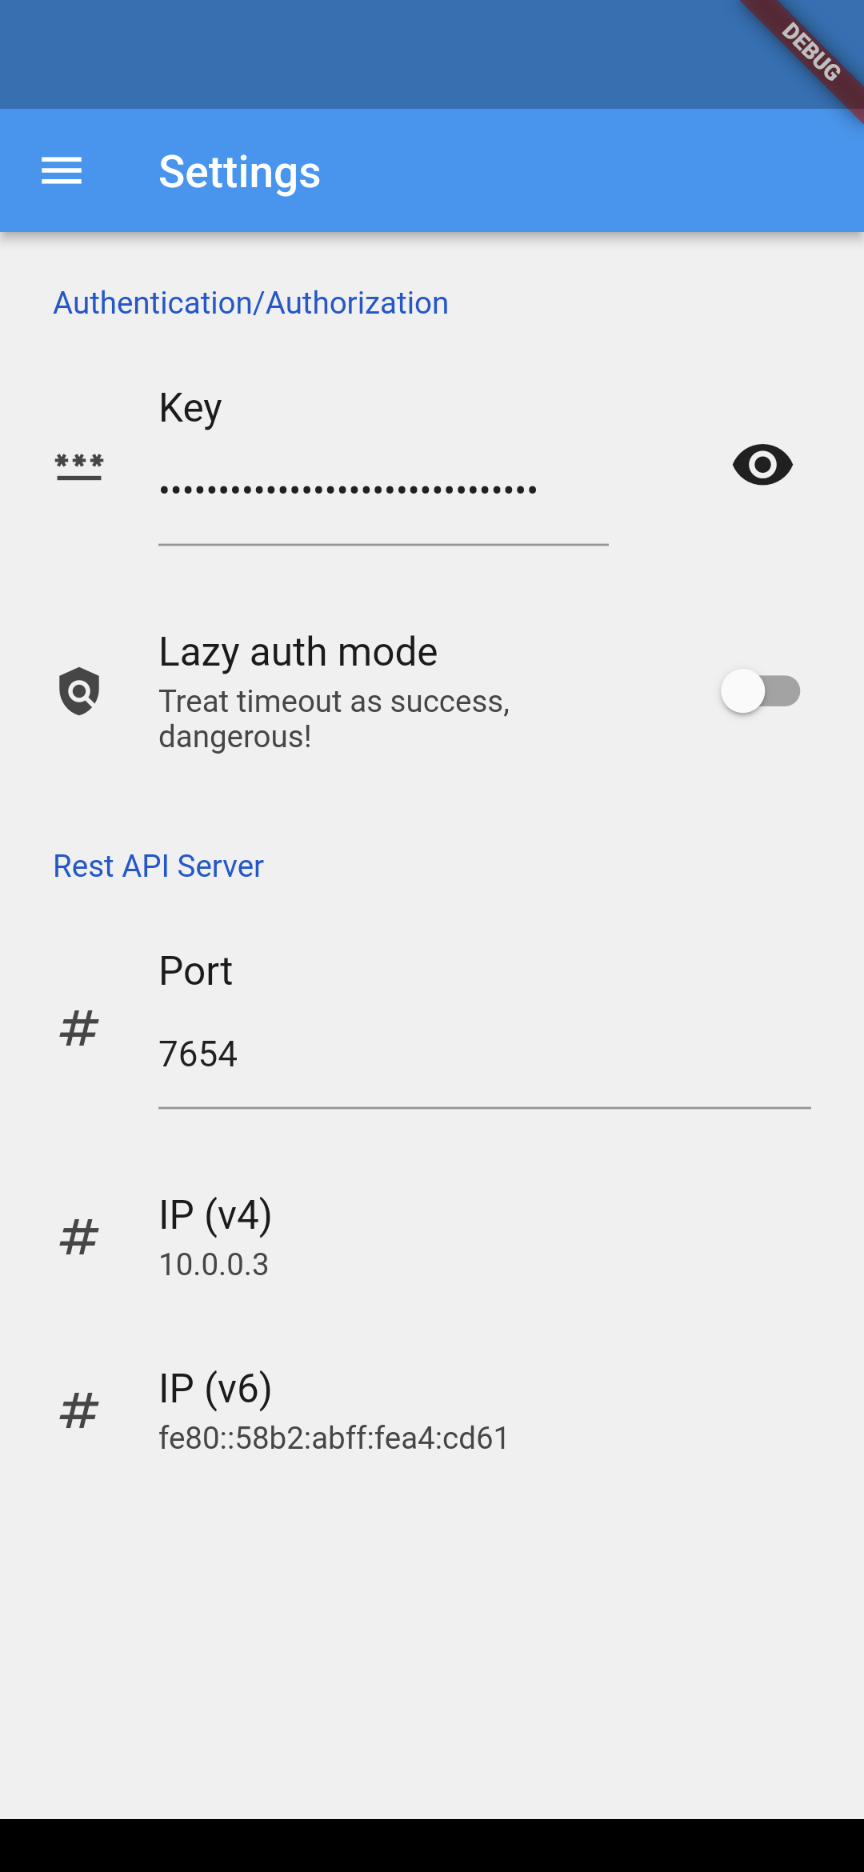 DEBUG
Settings
Authentication/Authorization
Key
••••••••••••••••••••••••••••••••
Lazy auth mode
Treat timeout as success,
dangerous!
Rest API Server
Port
7654
IP (v4)
10.0.0.3
IP (v6)
fe80::58b2:abff:fea4:cd61